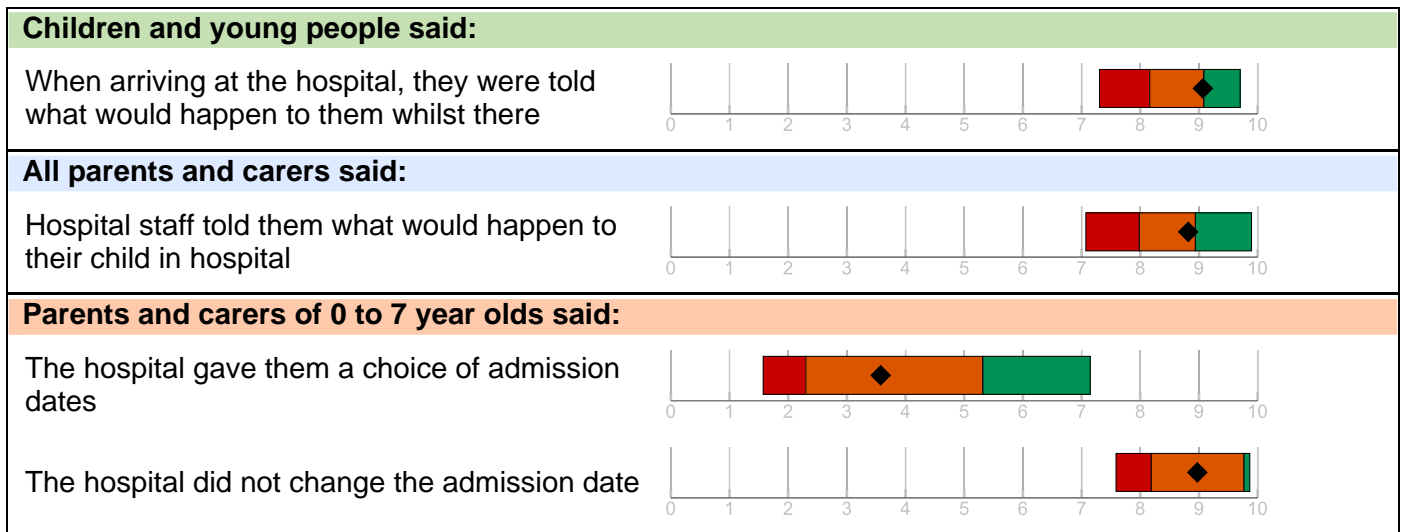 Children and young people said:
When arriving at the hospital, they were told
what would happen to them whilst there
0 1 2 3 4 5 6 7 8 9 10
All parents and carers said:
Hospital staff told them what would happen to
their child in hospital
0 1 2 3 4 5 6 7 8 9 10
Parents and carers of 0 to 7 year olds said:
The hospital gave them a choice of admission
dates
0 1 2 3 4 5 6 7 8 9 10
The hospital did not change the admission date
0 1 2 3 4 5 6 7 8 9 10